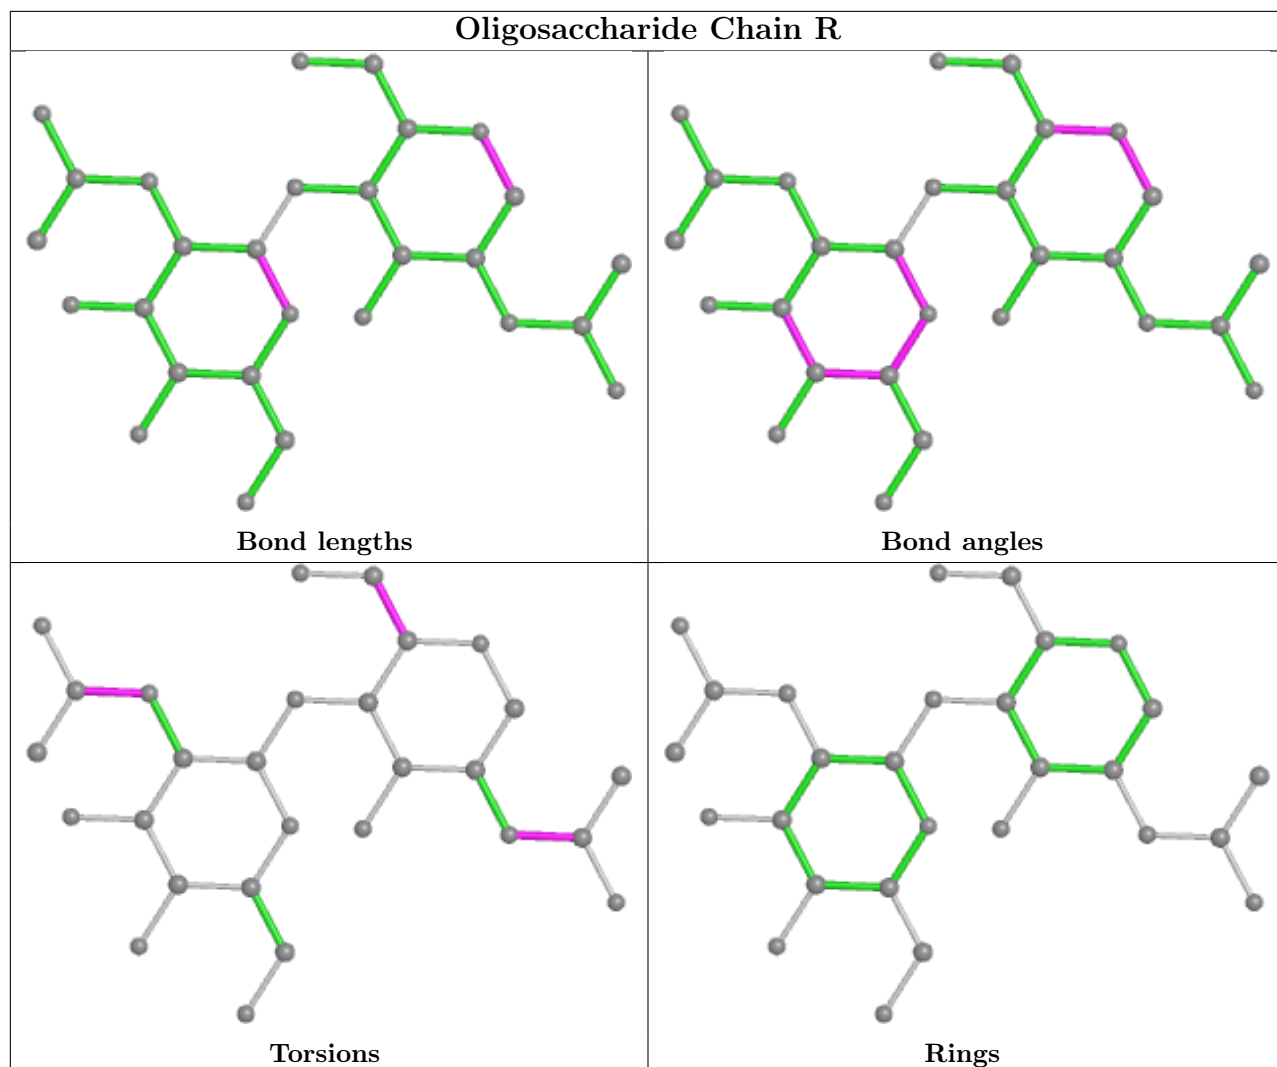 Oligosaccharide Chain R
Bond lengths
Bond angles
Torsions
Rings